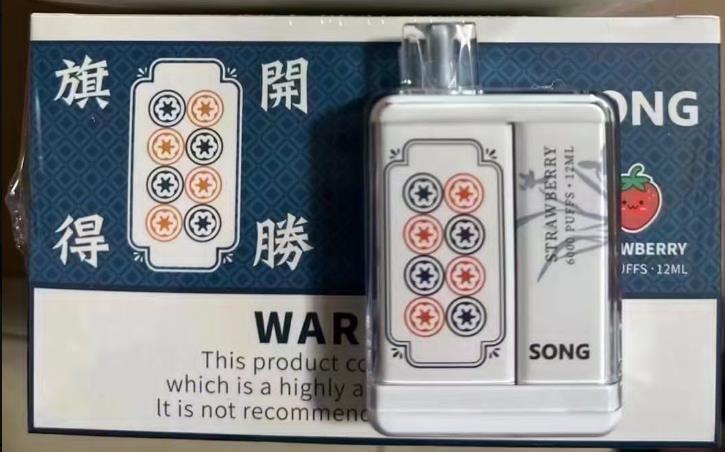 旗開
得勝
SONG
WBERRY
UFFS · 12ML
WAR
This product co
which is a highly a
It is not recommend
STRAWBERRY
6000 PUFFS · 12ML
SONG